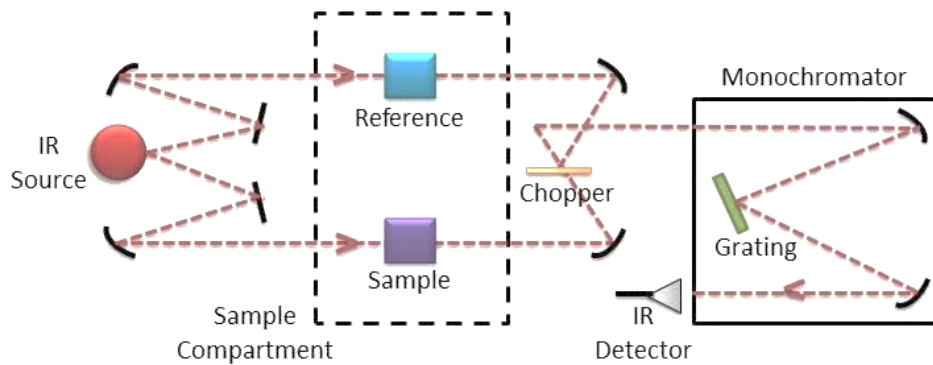 IR
Source
Reference
Chopper
Sample
Sample
Compartment
Monochromator
Grating
IR
Detector